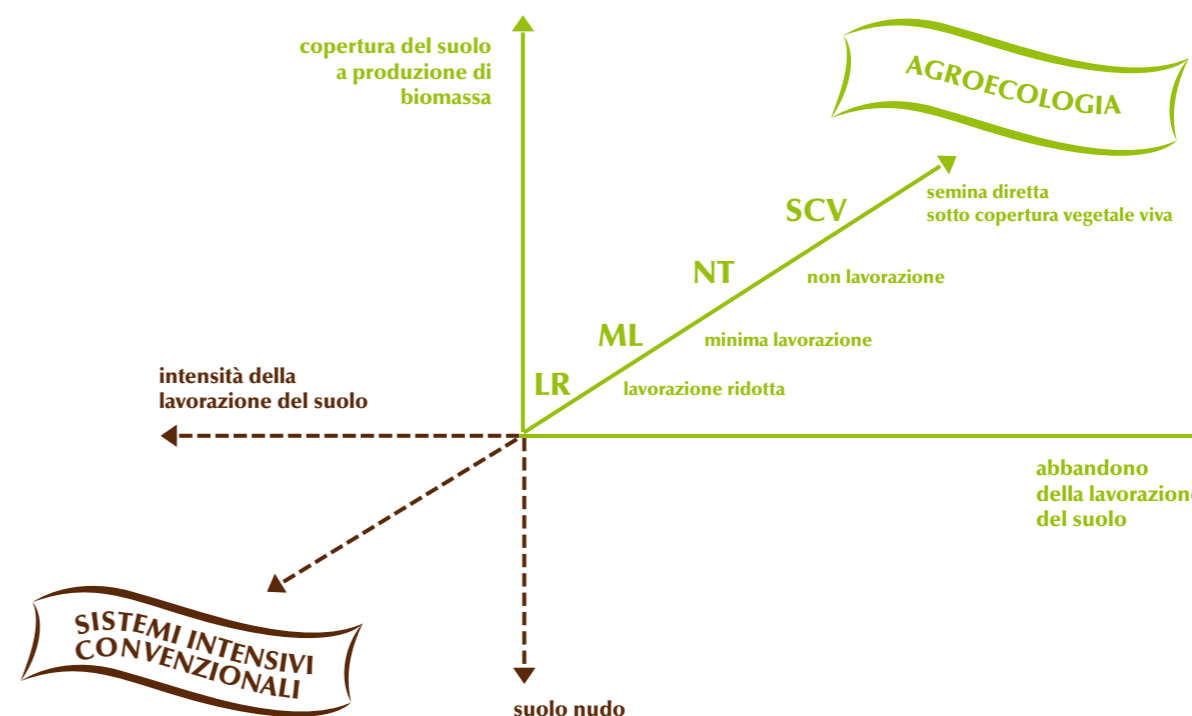 copertura del suolo
a produzione di
biomassa
AGROECOLOGIA
semina diretta
sotto copertura vegetale viva
SCV
NT
non lavorazione
ML
minima lavorazione
LR
lavorazione ridotta
intensità della
lavorazione del suolo
abbandono
della lavorazione
del suolo
SISTEMI INTENSIVI
CONVENZIONALI
suolo nudo